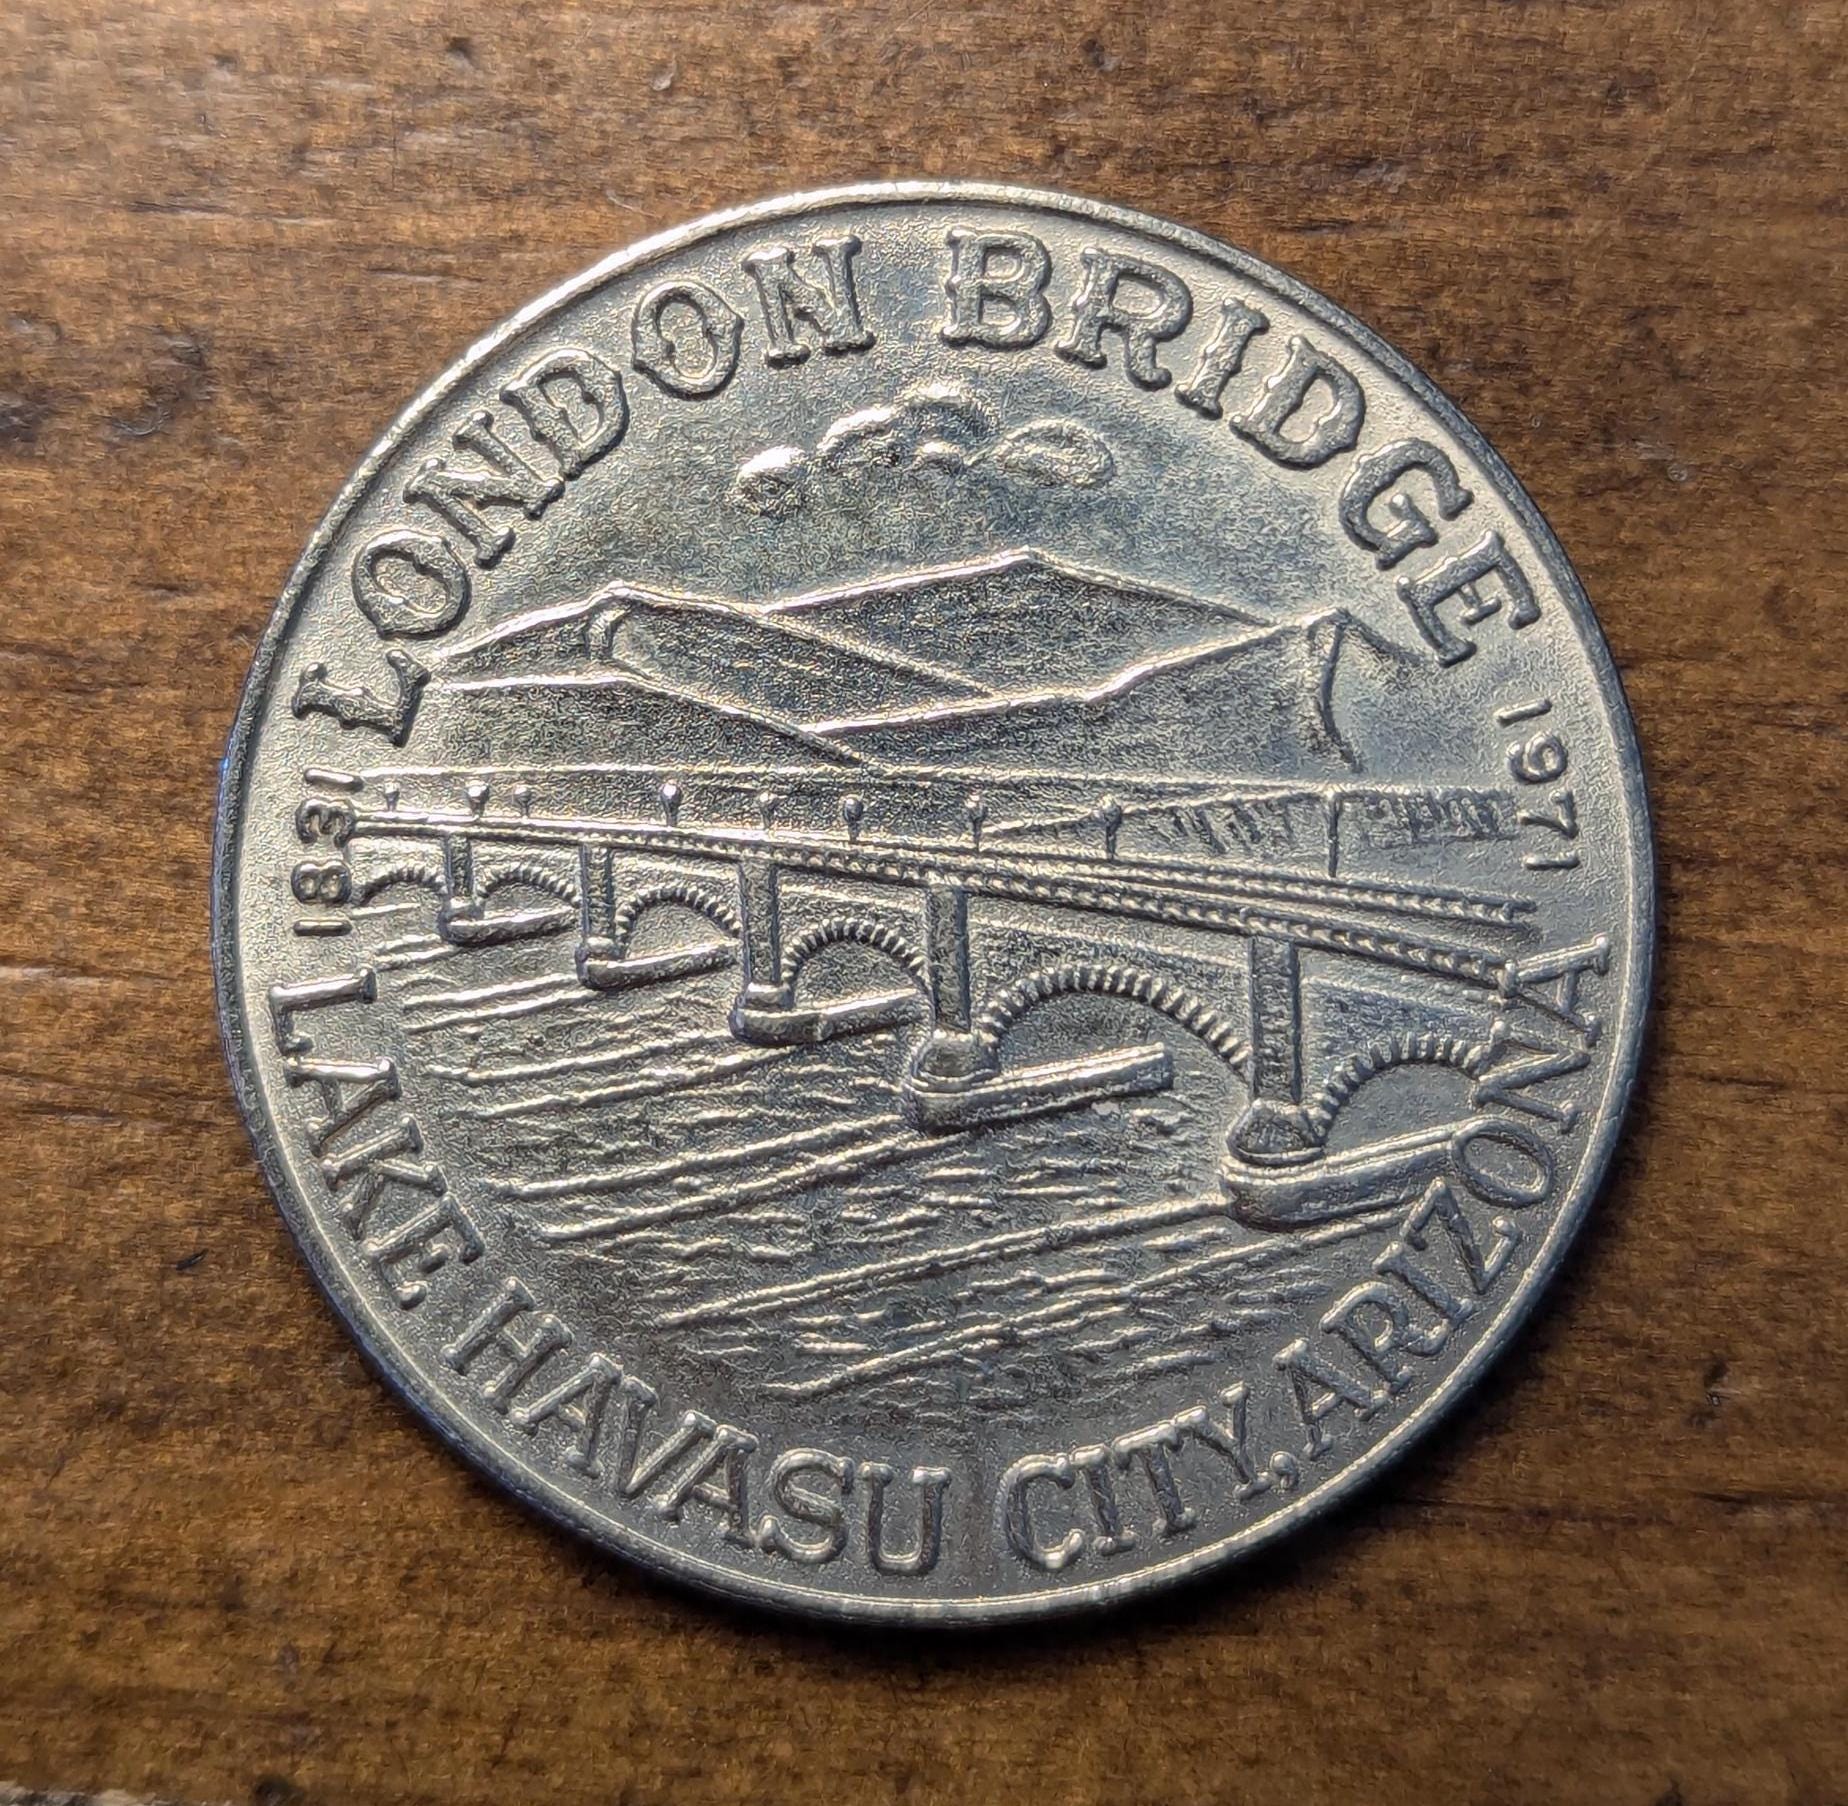 LONDON BRIDGE
1831
1971
LAKE HAVASU CITY, ARIZONA